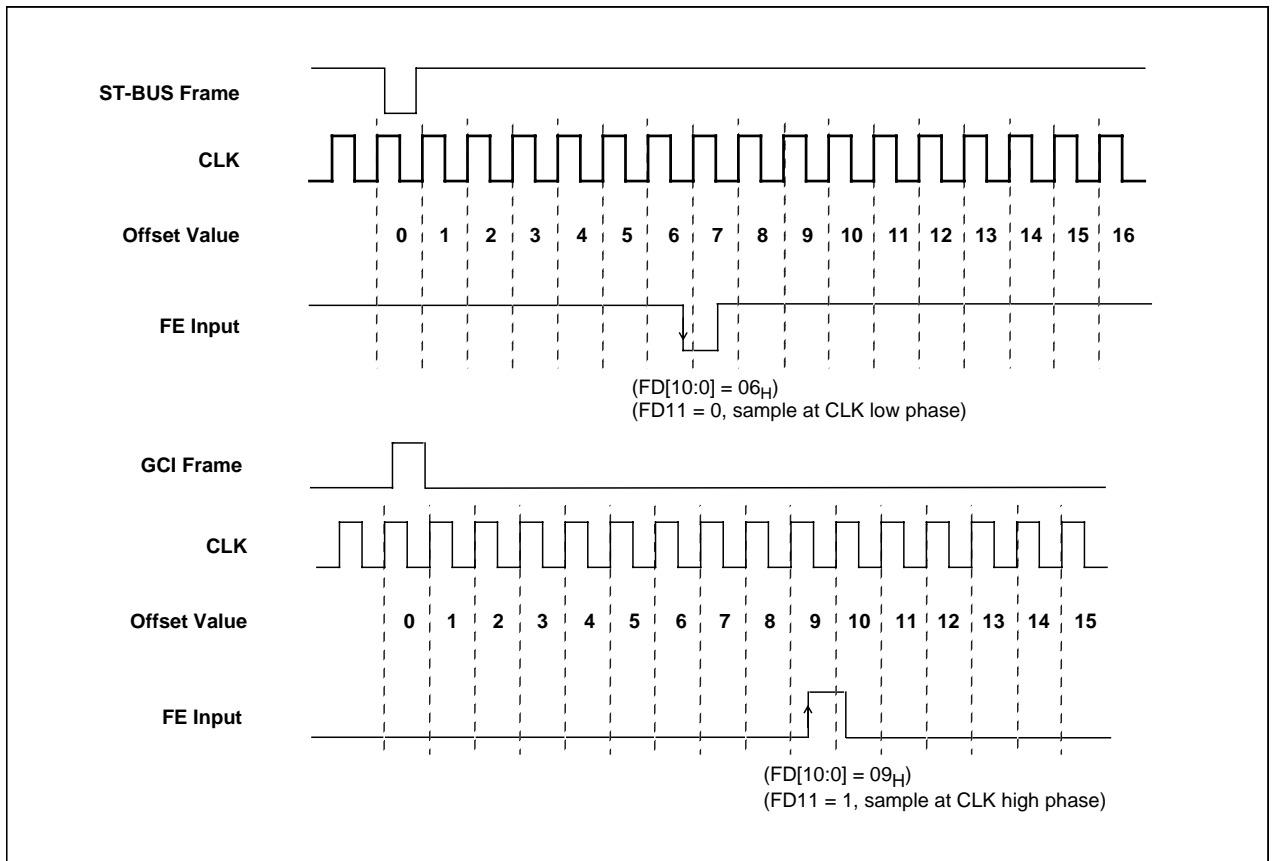 ST-BUS Frame
CLK
Offset Value 0 1 2 3 4 5 6 7 8 9 10 11 12 13 14 15 16
FE Input
(FD[10:0] = 06H)
(FD11 = 0, sample at CLK low phase)
GCI Frame
CLK
Offset Value 0 1 2 3 4 5 6 7 8 9 10 11 12 13 14 15
FE Input
(FD[10:0] = 09H)
(FD11 = 1, sample at CLK high phase)